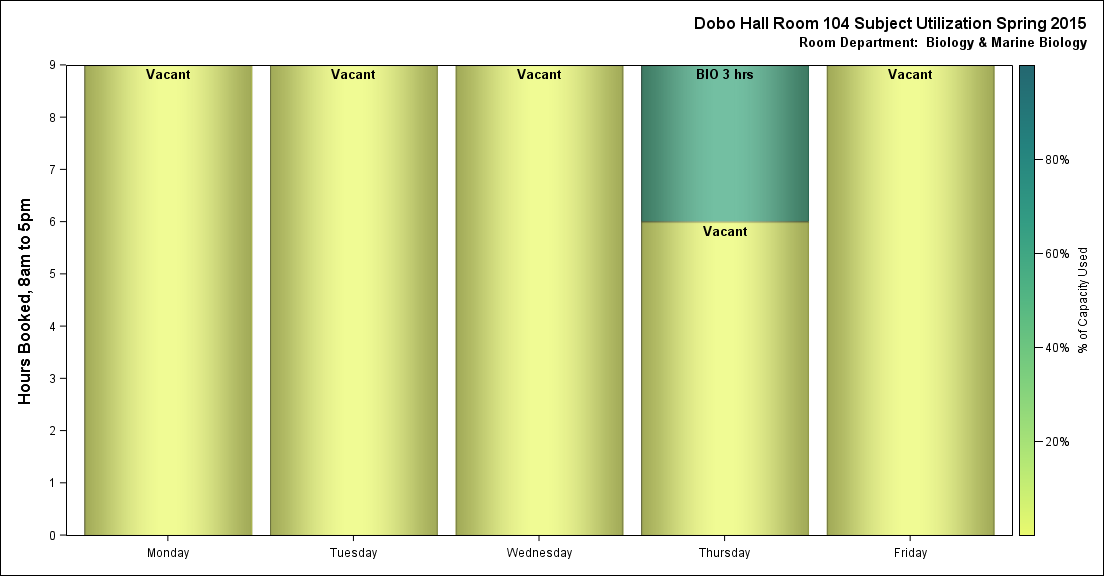 Dobo Hall Room 104 Subject Utilization Spring 2015
Room Department: Biology & Marine Biology
Hours Booked, 8am to 5pm
9
8
7
6
5
4
3
2
1
0
Vacant
Vacant
Vacant
BIO 3 hrs
Vacant
Vacant
Monday
Tuesday
Wednesday
Thursday
Friday
80%
60%
40%
20%
% of Capacity Used